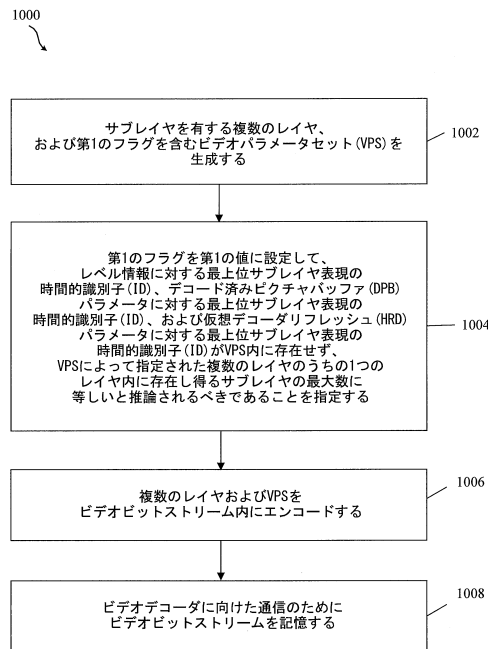 1000
サブレイヤを有する複数のレイヤ、
および第1のフラグを含むビデオパラメータセット(VPS)を
生成する
1002
第1のフラグを第1の値に設定して、
レベル情報に対する最上位サブレイヤ表現の
時間的識別子(ID)、デコード済みピクチャバッファ(DPB)
パラメータに対する最上位サブレイヤ表現の
時間的識別子(ID)、および仮想デコーダリフレッシュ(HRD)
パラメータに対する最上位サブレイヤ表現の
時間的識別子(ID)がVPS内に存在せず、
VPSによって指定された複数のレイヤのうちの1つの
レイヤ内に存在し得るサブレイヤの最大数に
等しいと推論されるべきであることを指定する
1004
複数のレイヤおよびVPSを
ビデオビットストリーム内にエンコードする
1006
ビデオデコーダに向けた通信のために
ビデオビットストリームを記憶する
1008